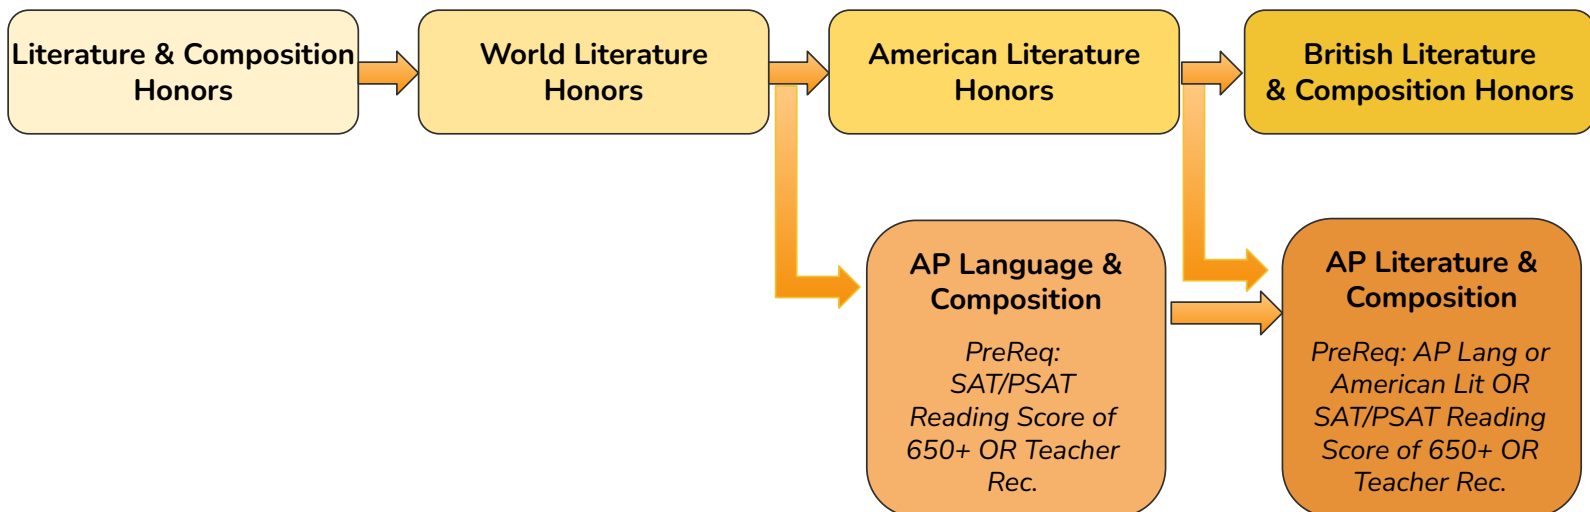 Literature & Composition
Honors
World Literature
Honors
American Literature
Honors
British Literature
& Composition Honors
AP Language &
Composition
PreReq:
SAT/PSAT
Reading Score of
650+ OR Teacher
Rec.
AP Literature &
Composition
PreReq: AP Lang or
American Lit OR
SAT/PSAT Reading
Score of 650+ OR
Teacher Rec.